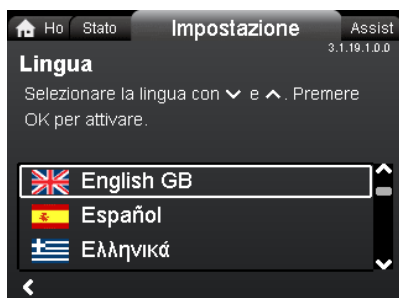 Ho Stato Impostazione Assist
3.1.19.1.0.0
Lingua
Selezionare la lingua con e . Premere
OK per attivare.
English GB
Español
Ελληνικά